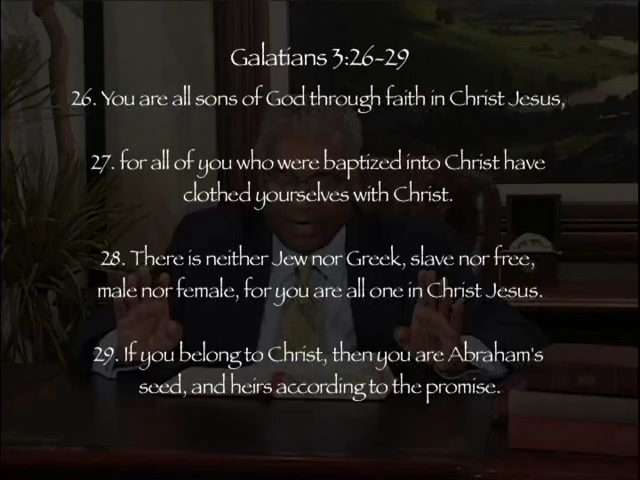 Galatians 3:26-29
26. You are all sons of God through faith in Christ Jesus,
27. for all of you who were baptized into Christ have
clothed yourselves with Christ.
28. There is neither Jew nor Greek, slave nor free,
male nor female, for you are all one in Christ Jesus.
29. If you belong to Christ, then you are Abraham's
seed, and heirs according to the promise.